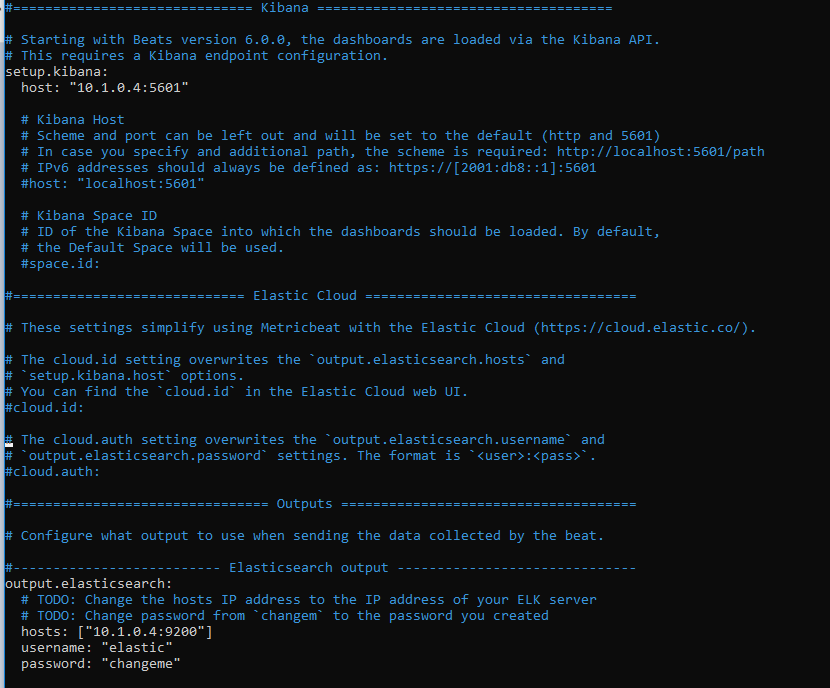 #============================== Kibana =====================================
# Starting with Beats version 6.0.0, the dashboards are loaded via the Kibana API.
# This requires a Kibana endpoint configuration.
setup.kibana:
  host: "10.1.0.4:5601"
  # Kibana Host
  # Scheme and port can be left out and will be set to the default (http and 5601)
  # In case you specify and additional path, the scheme is required: http://localhost:5601/path
  # IPv6 addresses should always be defined as: https://[2001:db8::1]:5601
  #host: "localhost:5601"
  # Kibana Space ID
  # ID of the Kibana Space into which the dashboards should be loaded. By default,
  # the Default Space will be used.
  #space.id:
#============================= Elastic Cloud ==================================
# These settings simplify using Metricbeat with the Elastic Cloud (https://cloud.elastic.co/).
# The cloud.id setting overwrites the `output.elasticsearch.hosts` and
# `setup.kibana.host` options.
# You can find the `cloud.id` in the Elastic Cloud web UI.
#cloud.id:
# The cloud.auth setting overwrites the `output.elasticsearch.username` and
# `output.elasticsearch.password` settings. The format is `<user>:<pass>`.
#cloud.auth:
#================================ Outputs =====================================
# Configure what output to use when sending the data collected by the beat.
#-------------------------- Elasticsearch output ------------------------------
output.elasticsearch:
  # TODO: Change the hosts IP address to the IP address of your ELK server
  # TODO: Change password from `changem` to the password you created
  hosts: ["10.1.0.4:9200"]
  username: "elastic"
  password: "changeme"